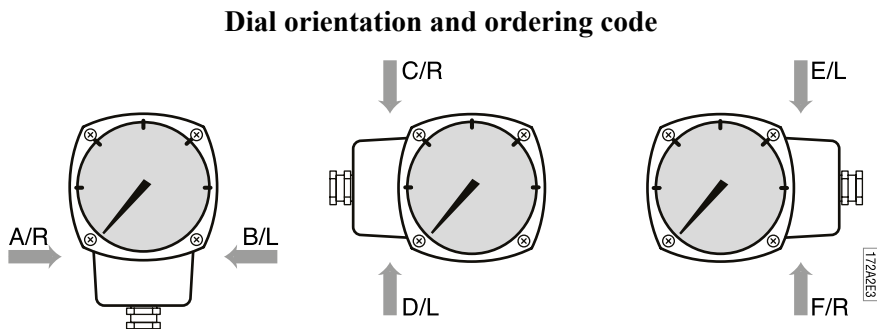 Dial orientation and ordering code
C/R
E/L
A/R
B/L
D/L
F/R
172A2E3